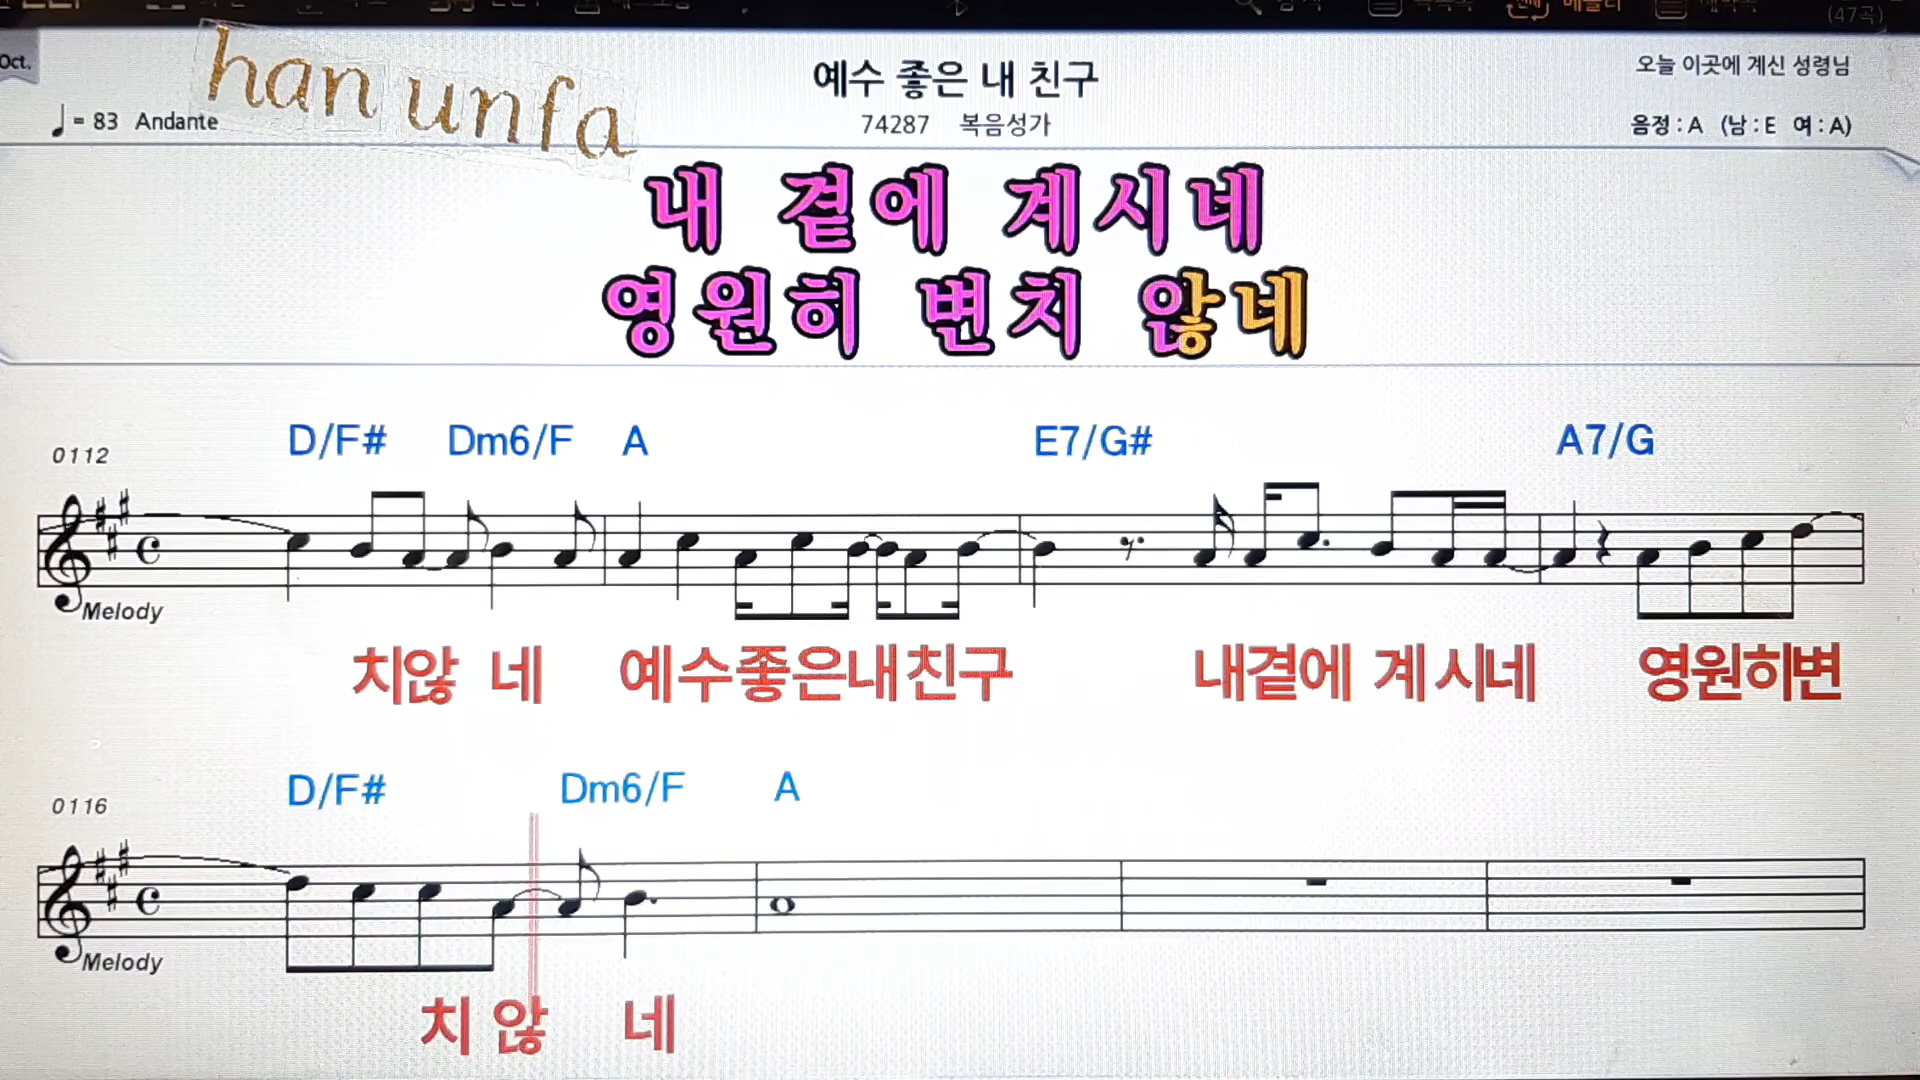 (47곡)
Oct.
han unfa
예수 좋은 내 친구
오늘 이곳에 계신 성령님
♩= 83 Andante
74287 복음성가
음정 : A (남 : E 여 : A)
내 곁에 계시네
영원히 변치 않네
D/F# Dm6/F A E7/G# A7/G
0112
Melody
치않 네 예수좋은내친구 내곁에 계시네 영원히변
D/F# Dm6/F A
0116
Melody
치 않 네